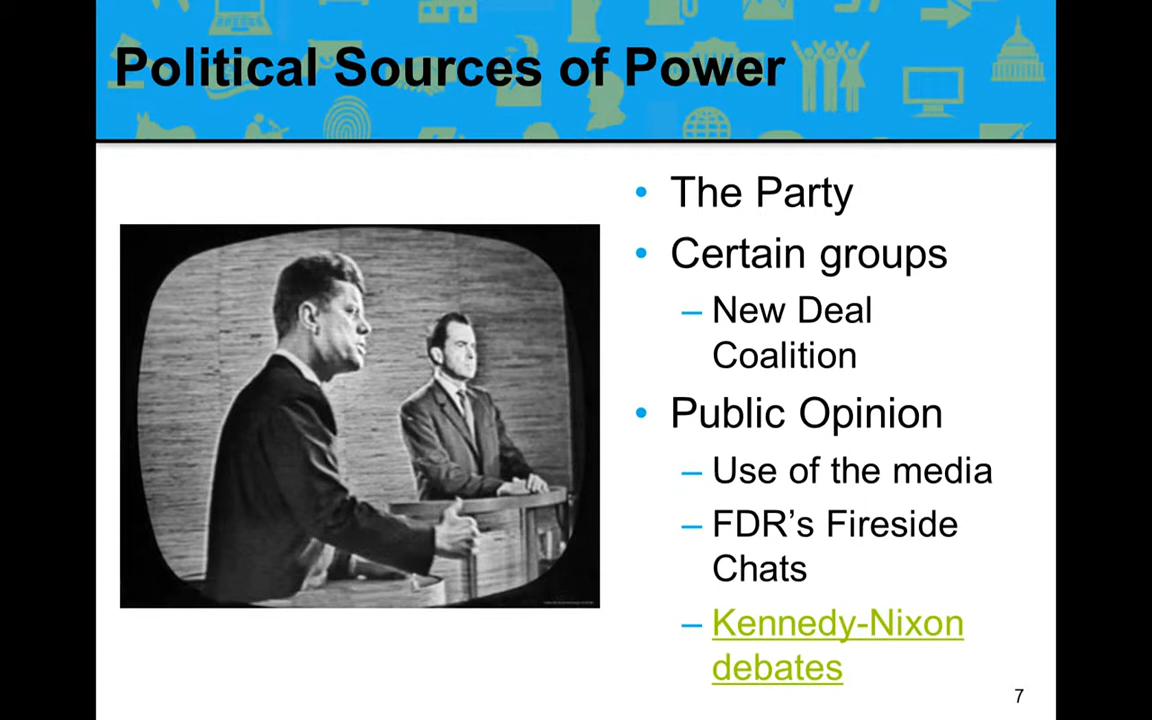 Political Sources of Power
• The Party
• Certain groups
– New Deal
Coalition
• Public Opinion
– Use of the media
– FDR’s Fireside
Chats
– Kennedy-Nixon
debates
7